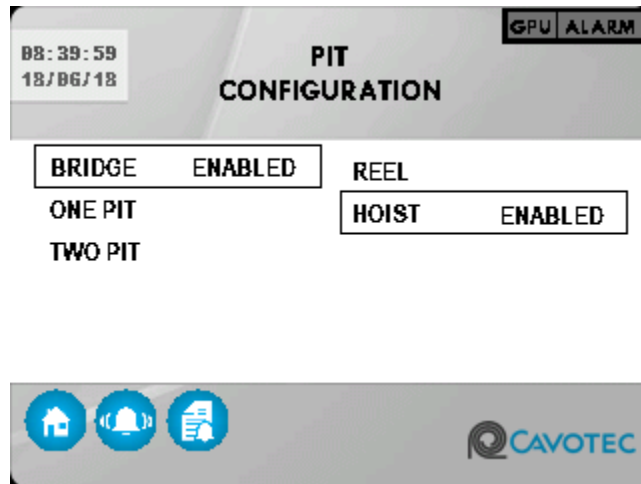 GPU ALARM
08:39:59
18/06/18
PIT
CONFIGURATION
BRIDGE ENABLED
ONE PIT
TWO PIT
REEL
HOIST ENABLED
CAVOTEC